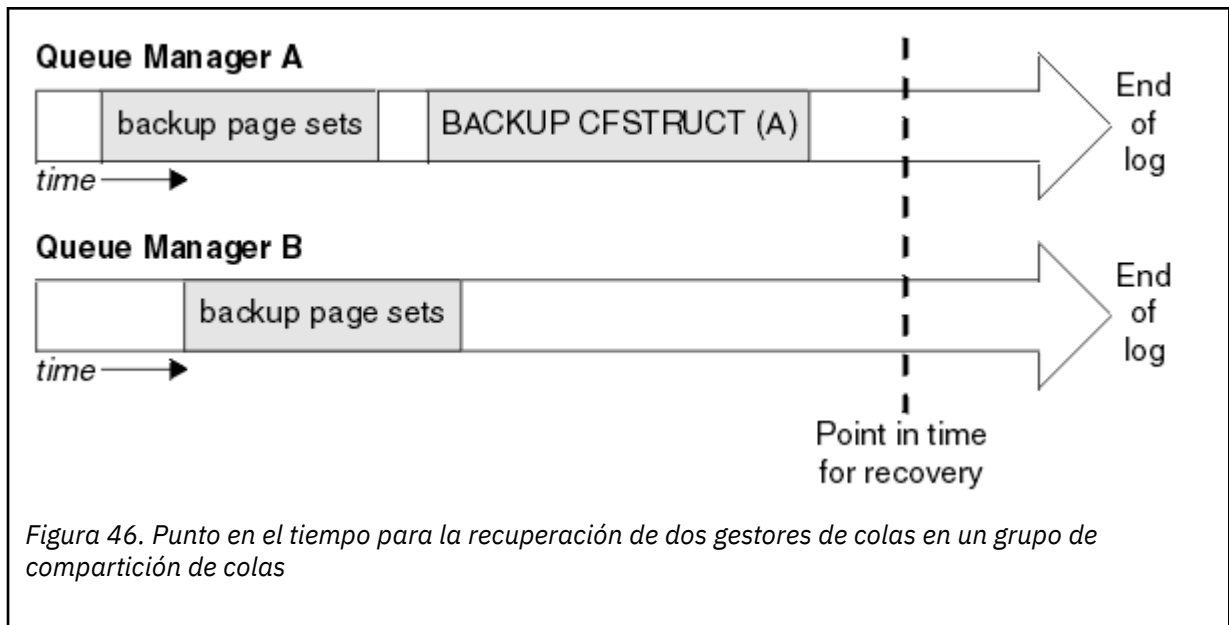 Queue Manager A
backup page sets
BACKUP CFSTRUCT (A)
End
of
log
time
Queue Manager B
backup page sets
End
of
log
time
Point in time
for recovery
Figura 46. Punto en el tiempo para la recuperación de dos gestores de colas en un grupo de
compartición de colas